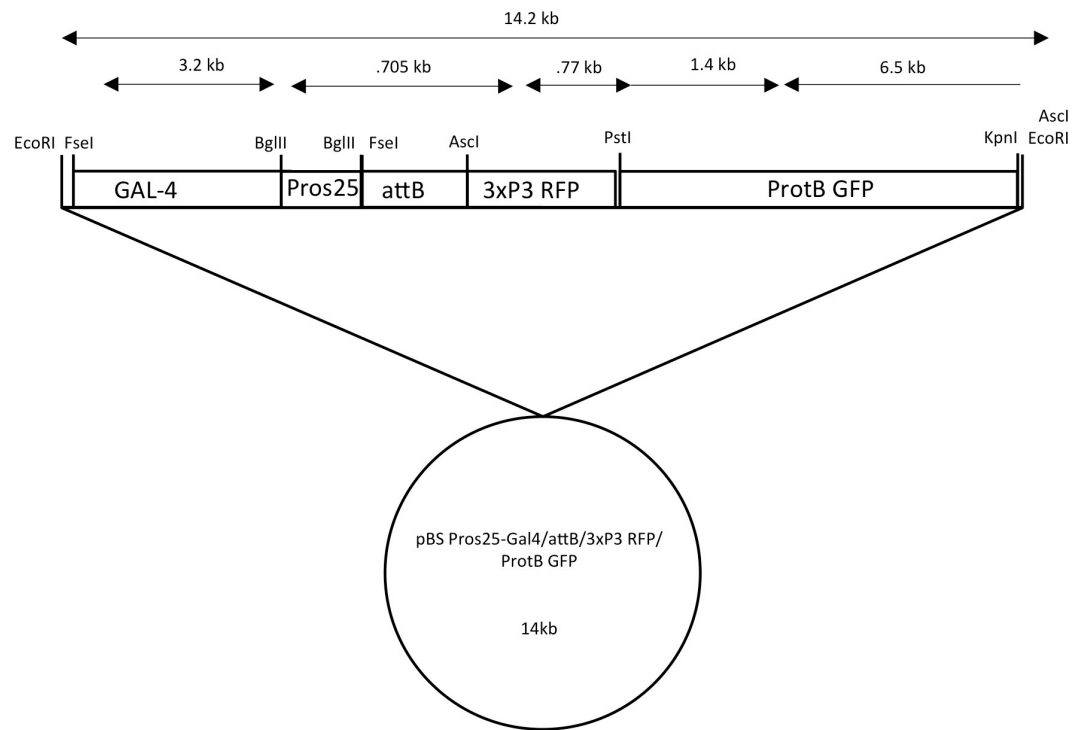 14.2 kb
3.2 kb .705 kb .77 kb 1.4 kb 6.5 kb
AscI
EcoRI FseI BglII BglII FseI AscI PstI KpnI EcoRI
GAL-4 Pros25 attB 3xP3 RFP ProtB GFP
pBS Pros25-Gal4/attB/3xP3 RFP/
ProtB GFP
14kb